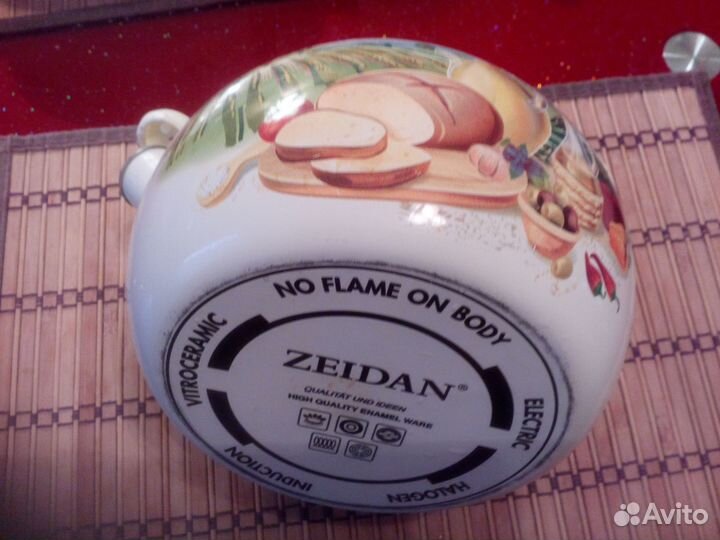 NO FLAME ON BODY
VITROCERAMIC
ELECTRIC
ZEIDAN®
QUALITÄT UND IDEEN
HIGH QUALITY ENAMEL WARE
INDUCTION
HALOGEN
Avito